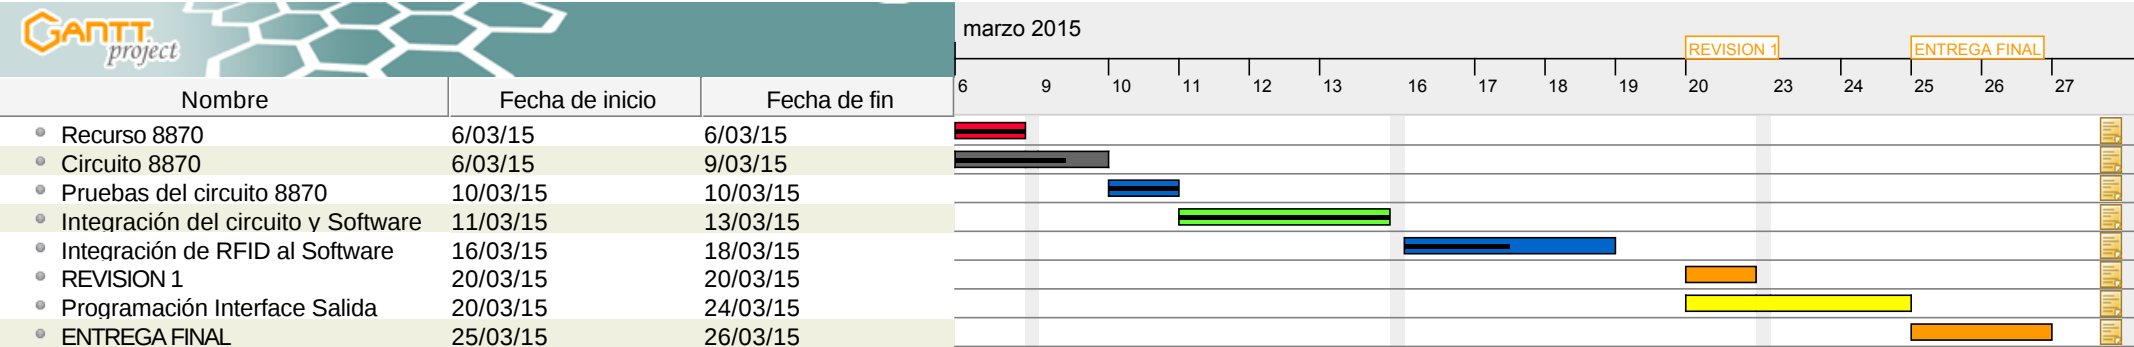 GANTT
project
marzo 2015
REVISION 1 ENTREGA FINAL
Nombre Fecha de inicio Fecha de fin
6 9 10 11 12 13 16 17 18 19 20 23 24 25 26 27
Recurso 8870 6/03/15 6/03/15
Circuito 8870 6/03/15 9/03/15
Pruebas del circuito 8870 10/03/15 10/03/15
Integración del circuito y Software 11/03/15 13/03/15
Integración de RFID al Software 16/03/15 18/03/15
REVISION 1 20/03/15 20/03/15
Programación Interface Salida 20/03/15 24/03/15
ENTREGA FINAL 25/03/15 26/03/15